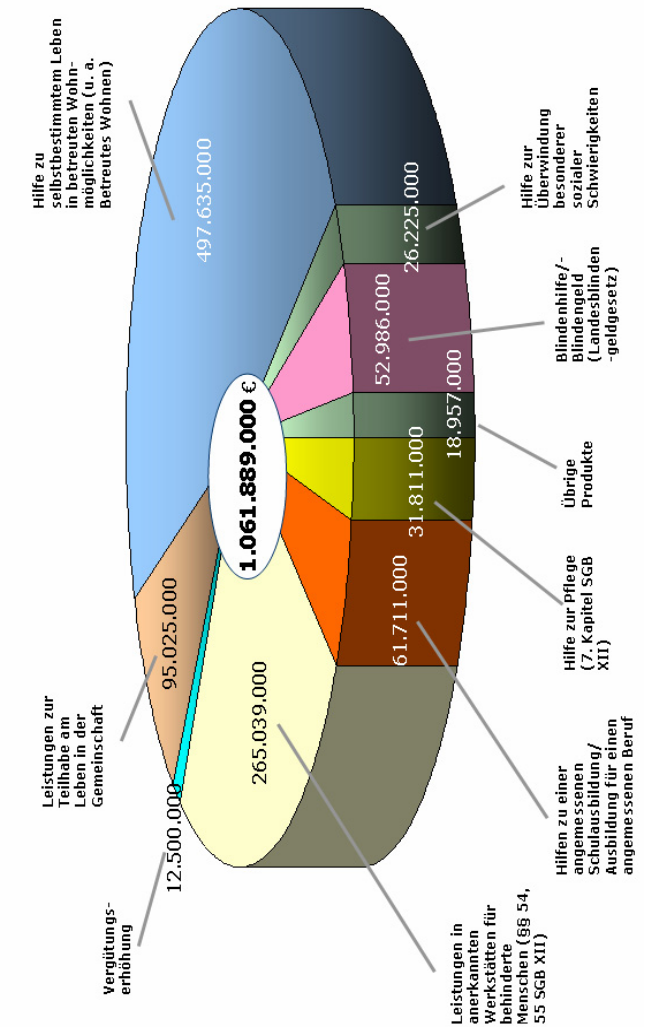 Hilfe zu
selbstbestimmtem Leben
in betreuten Wohn-
möglichkeiten (u. a.
Betreutes Wohnen)
497.635.000
Hilfe zur
Überwindung
besonderer
sozialer
Schwierigkeiten
26.225.000
Blindenhilfe/-
Blindengeld
(Landesblinden
-geldgesetz)
52.986.000
Übrige
Produkte
18.957.000
Hilfe zur Pflege
(7. Kapitel SGB
XII)
31.811.000
Hilfen zu einer
angemessenen
Schulausbildung/
Ausbildung für einen
angemessenen Beruf
61.711.000
Leistungen in
anerkannten
Werkstätten für
behinderte
Menschen (§§ 54,
55 SGB XII)
265.039.000
Vergütungs-
erhöhung
12.500.000
Leistungen zur
Teilhabe am
Leben in der
Gemeinschaft
95.025.000
1.061.889.000 €